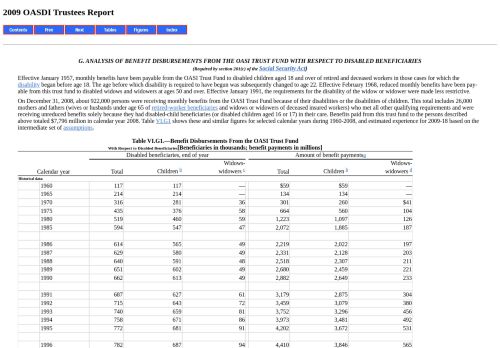 2009 OASDI Trustees Report
Contents Prev Next Tables Figures Index
G. ANALYSIS OF BENEFIT DISBURSEMENTS FROM THE OASI TRUST FUND WITH RESPECT TO DISABLED BENEFICIARIES
(Required by section 201(c) of the Social Security Act)
Effective January 1957, monthly benefits have been payable from the OASI Trust Fund to disabled children aged 18 and over of retired and deceased workers in those cases for which the
disability began before age 18. The age before which disability is required to have begun was subsequently changed to age 22. Effective February 1968, reduced monthly benefits have been pay-
able from this trust fund to disabled widows and widowers at ages 50 and over. Effective January 1991, the requirements for the disability of the widow or widower were made less restrictive.
On December 31, 2008, about 922,000 persons were receiving monthly benefits from the OASI Trust Fund because of their disabilities or the disabilities of children. This total includes 26,000
mothers and fathers (wives or husbands under age 65 of retired-worker beneficiaries and widows or widowers of deceased insured workers) who met all other qualifying requirements and were
receiving unreduced benefits solely because they had disabled-child beneficiaries (or disabled children aged 16 or 17) in their care. Benefits paid from this trust fund to the persons described
above totaled $7,796 million in calendar year 2008. Table VI.G1 shows these and similar figures for selected calendar years during 1960-2008, and estimated experience for 2009-18 based on the
intermediate set of assumptions.
Table VI.G1.—Benefit Disbursements From the OASI Trust Fund
With Respect to Disabled Beneficiaries [Beneficiaries in thousands; benefit payments in millions]
Disabled beneficiaries, end of year Amount of benefit payments a
Calendar year Total Children b Widows-widowers c Total Children b Widows-widowers d
Historical data:
1960 117 117 — $59 $59 —
1965 214 214 — 134 134 —
1970 316 281 36 301 260 $41
1975 435 376 58 664 560 104
1980 519 460 59 1,223 1,097 126
1985 594 547 47 2,072 1,885 187
1986 614 565 49 2,219 2,022 197
1987 629 580 49 2,331 2,128 203
1988 640 591 48 2,518 2,307 211
1989 651 602 49 2,680 2,459 221
1990 662 613 49 2,882 2,649 233
1991 687 627 61 3,179 2,875 304
1992 715 643 72 3,459 3,079 380
1993 740 659 81 3,752 3,296 456
1994 758 671 86 3,973 3,481 492
1995 772 681 91 4,202 3,672 531
1996 782 687 94 4,410 3,846 565